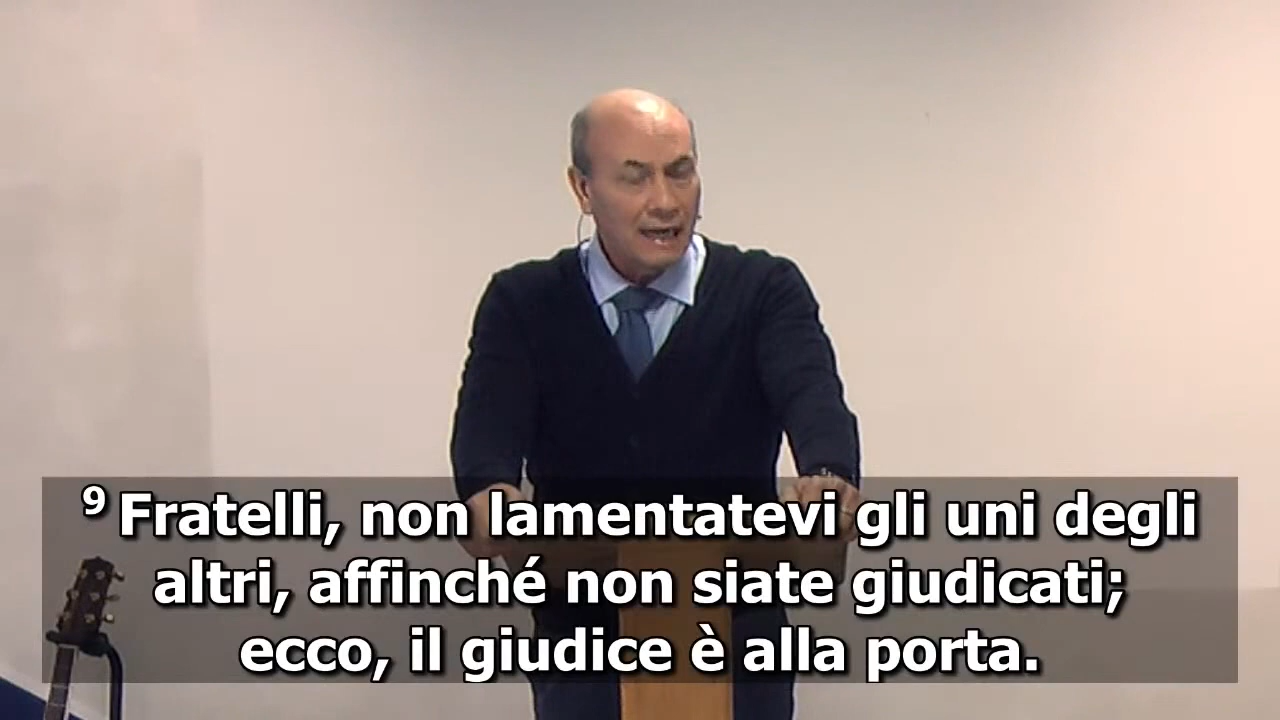 9 Fratelli, non lamentatevi gli uni degli
altri, affinché non siate giudicati;
ecco, il giudice è alla porta.